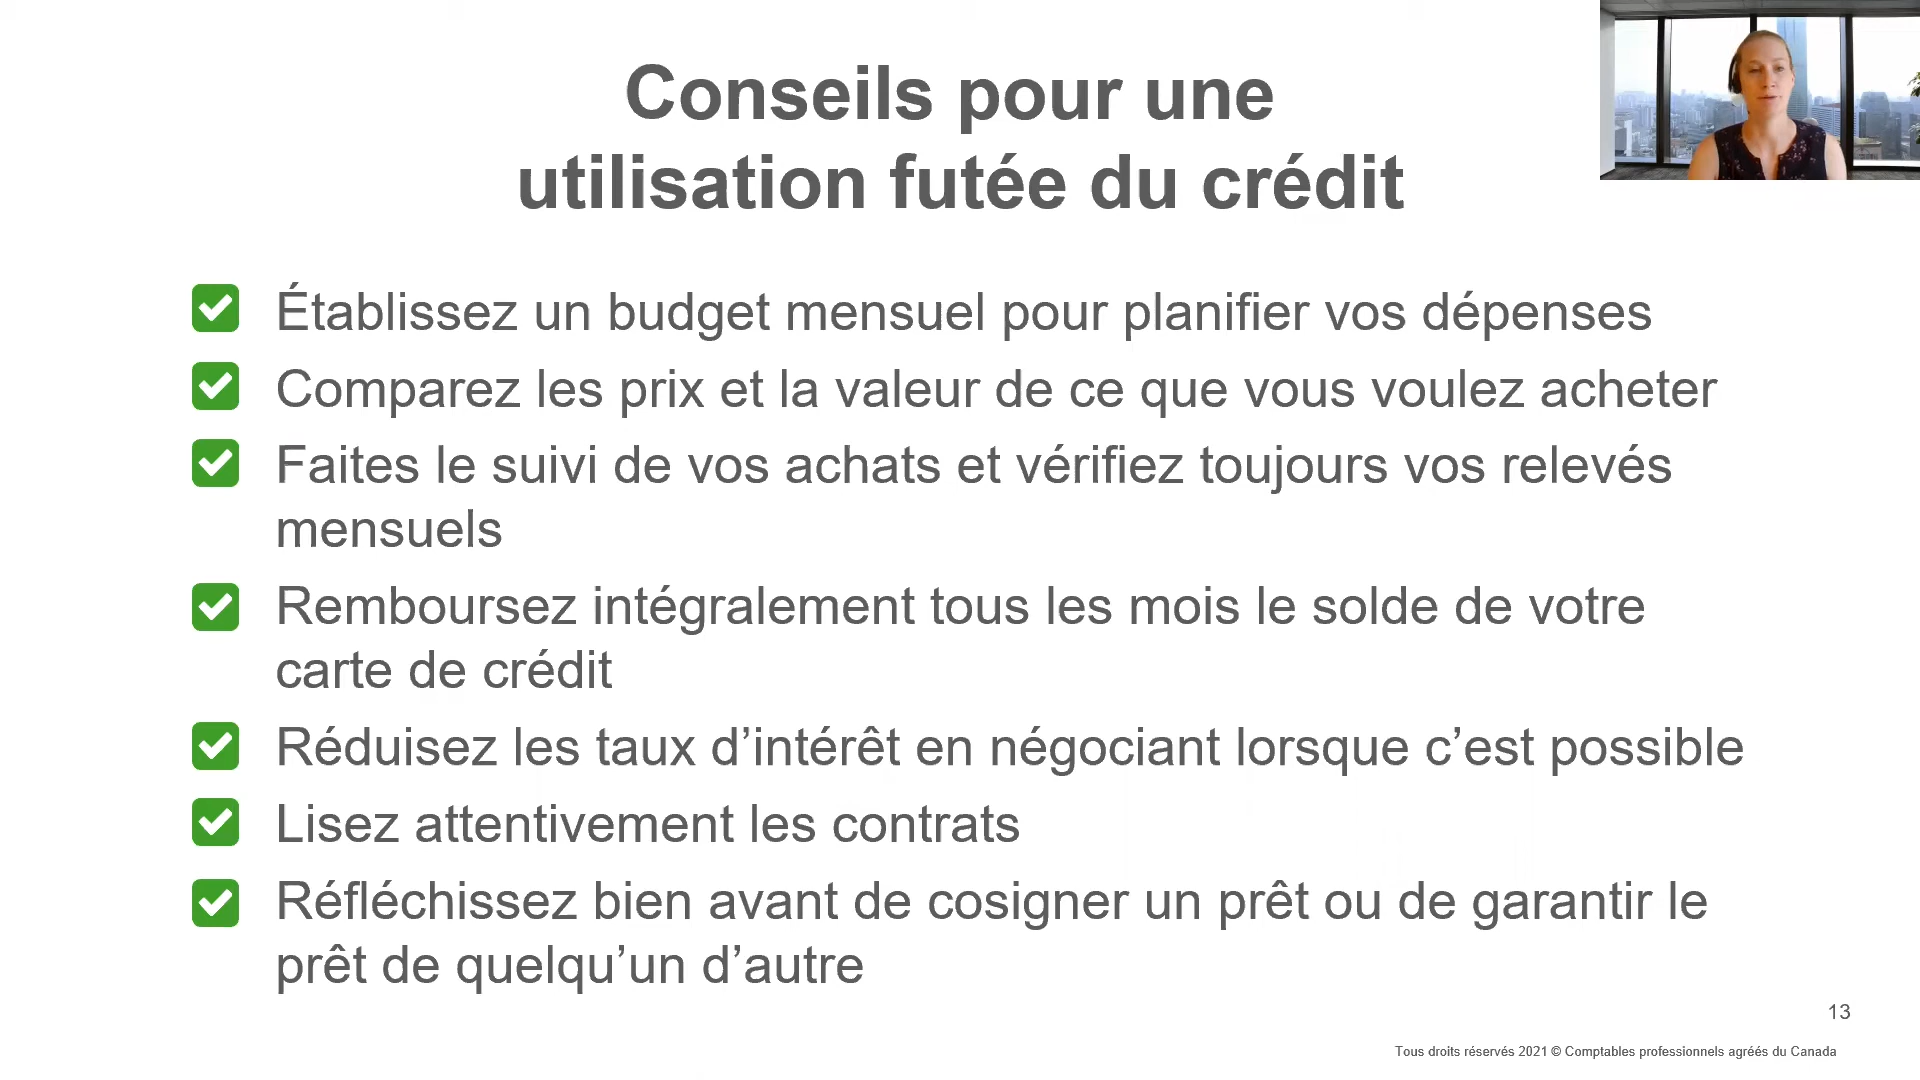 Conseils pour une
utilisation futée du crédit
Établissez un budget mensuel pour planifier vos dépenses
Comparez les prix et la valeur de ce que vous voulez acheter
Faites le suivi de vos achats et vérifiez toujours vos relevés
mensuels
Remboursez intégralement tous les mois le solde de votre
carte de crédit
Réduisez les taux d’intérêt en négociant lorsque c’est possible
Lisez attentivement les contrats
Réfléchissez bien avant de cosigner un prêt ou de garantir le
prêt de quelqu’un d’autre
13
Tous droits réservés 2021 © Comptables professionnels agréés du Canada